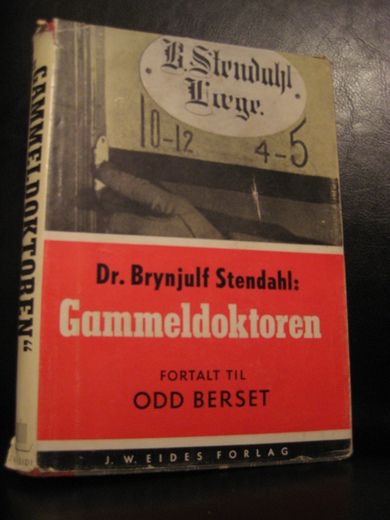 B. Stendahl
Læge.
10-12
4-5
Dr. Brynjulf Stendahl:
Gammeldoktoren
FORTALT TIL
ODD BERSET
J. W. EIDES FORLAG
„GAMMELDOKTOREN“